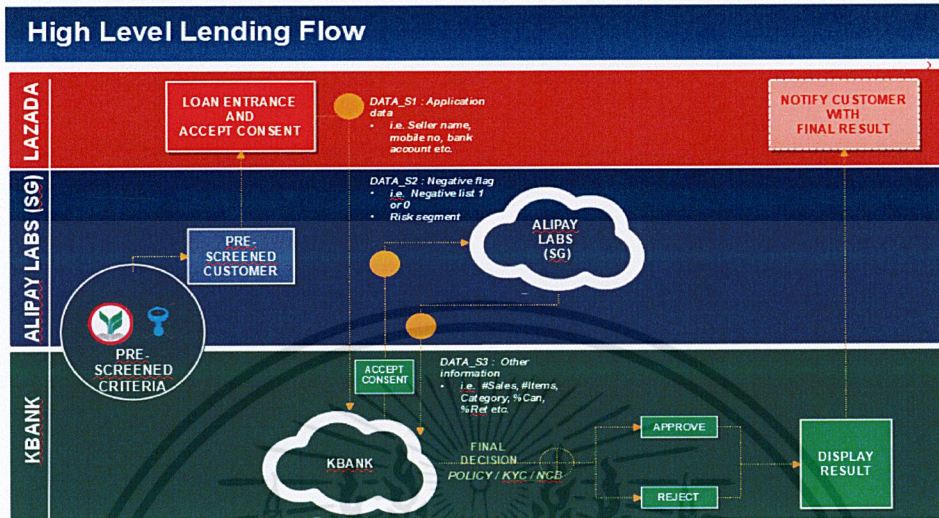 High Level Lending Flow
LAZADA
LOAN ENTRANCE
AND
ACCEPT CONSENT
DATA_S1 : Application
data
• i.e. Seller name,
mobile no, bank
account etc.
NOTIFY CUSTOMER
WITH
FINAL RESULT
ALIPAY LABS (SG)
PRE-
SCREENED
CUSTOMER
DATA_S2 : Negative flag
• i.e. Negative list 1
or 0
• Risk segment
ALIPAY
LABS
(SG)
PRE-
SCREENED
CRITERIA
KBANK
ACCEPT
CONSENT
DATA_S3 : Other
information
• i.e. #Sales, #Items,
Category, %Can,
%Ret etc.
KBANK
FINAL
DECISION
POLICY / KYC / NCB
APPROVE
REJECT
DISPLAY
RESULT